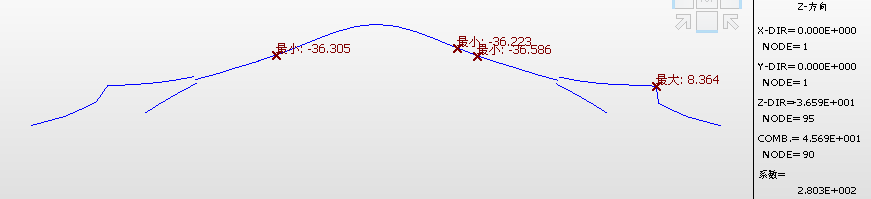 最小: -36.305
最小: -36.223
最小: -36.586
最大: 8.364
Z-方向
X-DIR= 0.000E+000
NODE= 1
Y-DIR= 0.000E+000
NODE= 1
Z-DIR=-3.659E+001
NODE= 95
COMB.= 4.569E+001
NODE= 90
系数=
2.803E+002